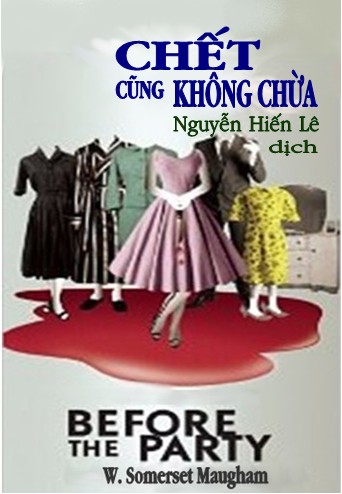 CHẾT
CŨNG KHÔNG CHỪA
Nguyễn Hiến Lê
dịch
BEFORE
THE PARTY
W. Somerset Maugham